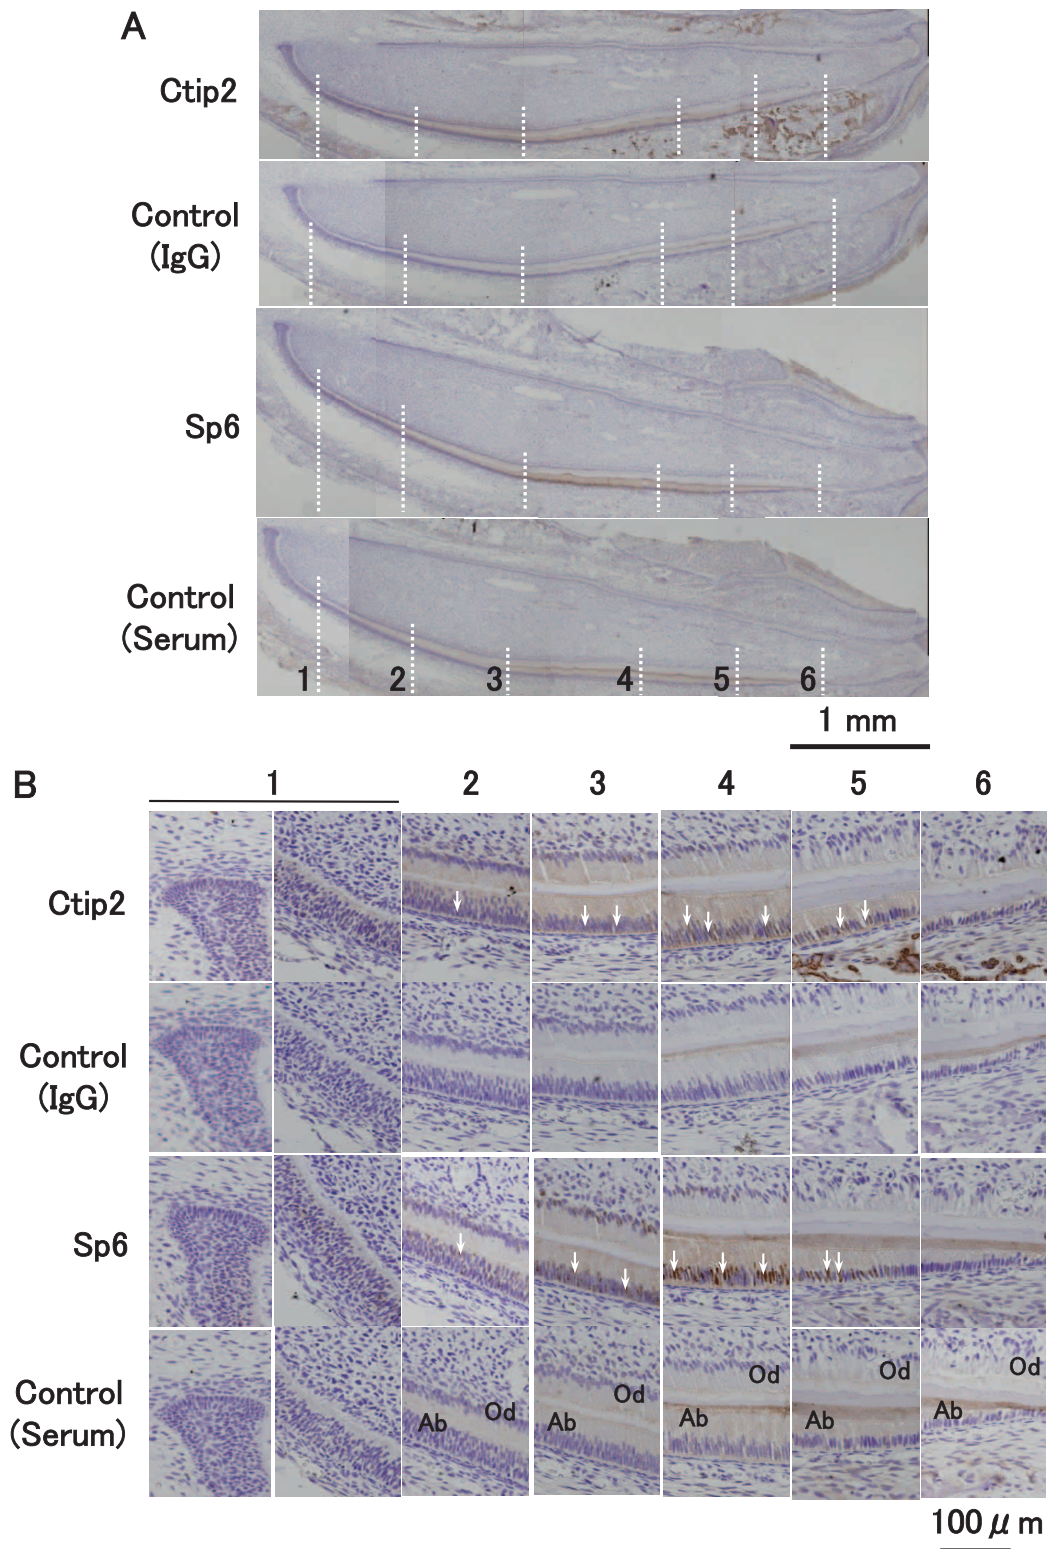 A
Ctip2
Control
(IgG)
Sp6
Control
(Serum)
1 2 3 4 5 6
1 mm
B
1 2 3 4 5 6
Ctip2
Control
(IgG)
Sp6
Control
(Serum)
Ab Od Ab Od Ab Od Ab Od Ab Od
100 μm